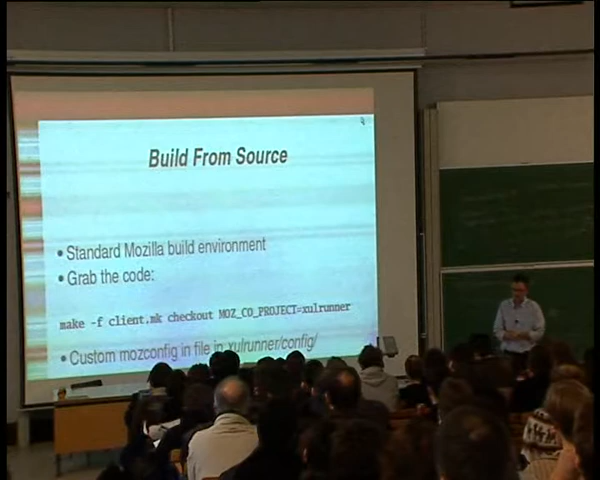 Build From Source
• Standard Mozilla build environment
• Grab the code:
make -f client.mk checkout MOZ_CO_PROJECT=xulrunner
• Custom mozconfig in file in xulrunner/config/